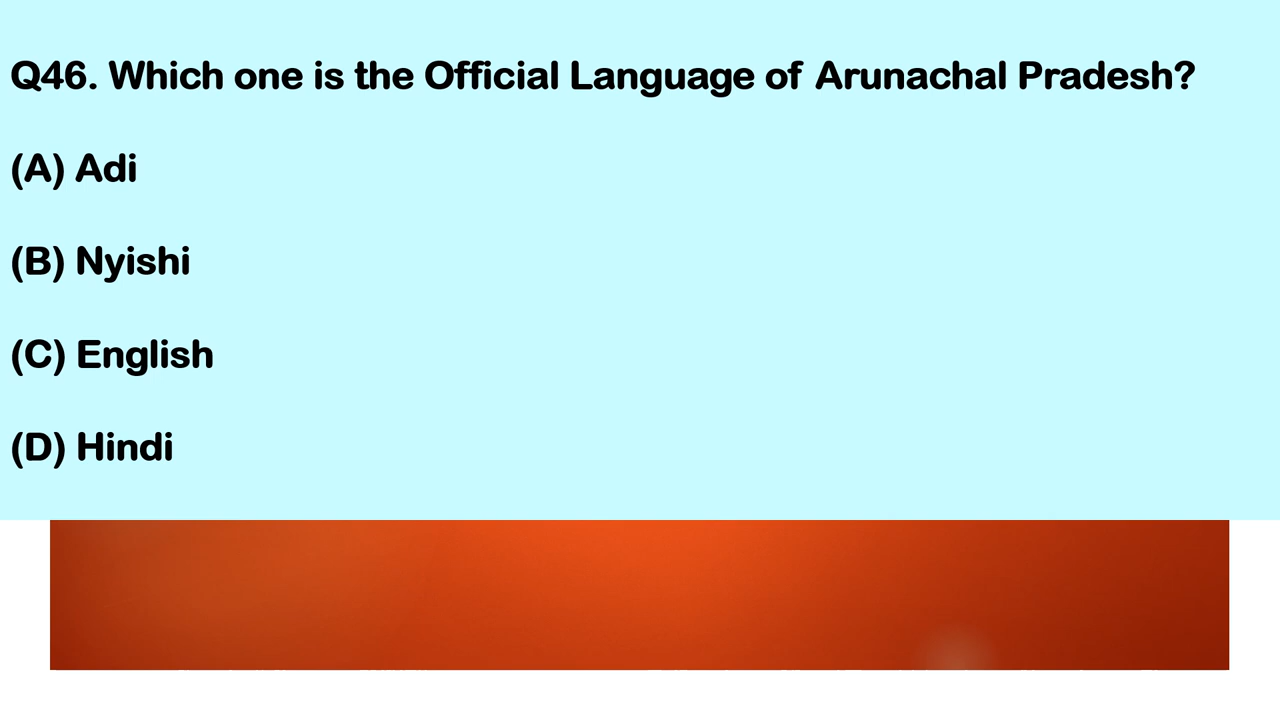 Q46. Which one is the Official Language of Arunachal Pradesh?
(A) Adi
(B) Nyishi
(C) English
(D) Hindi